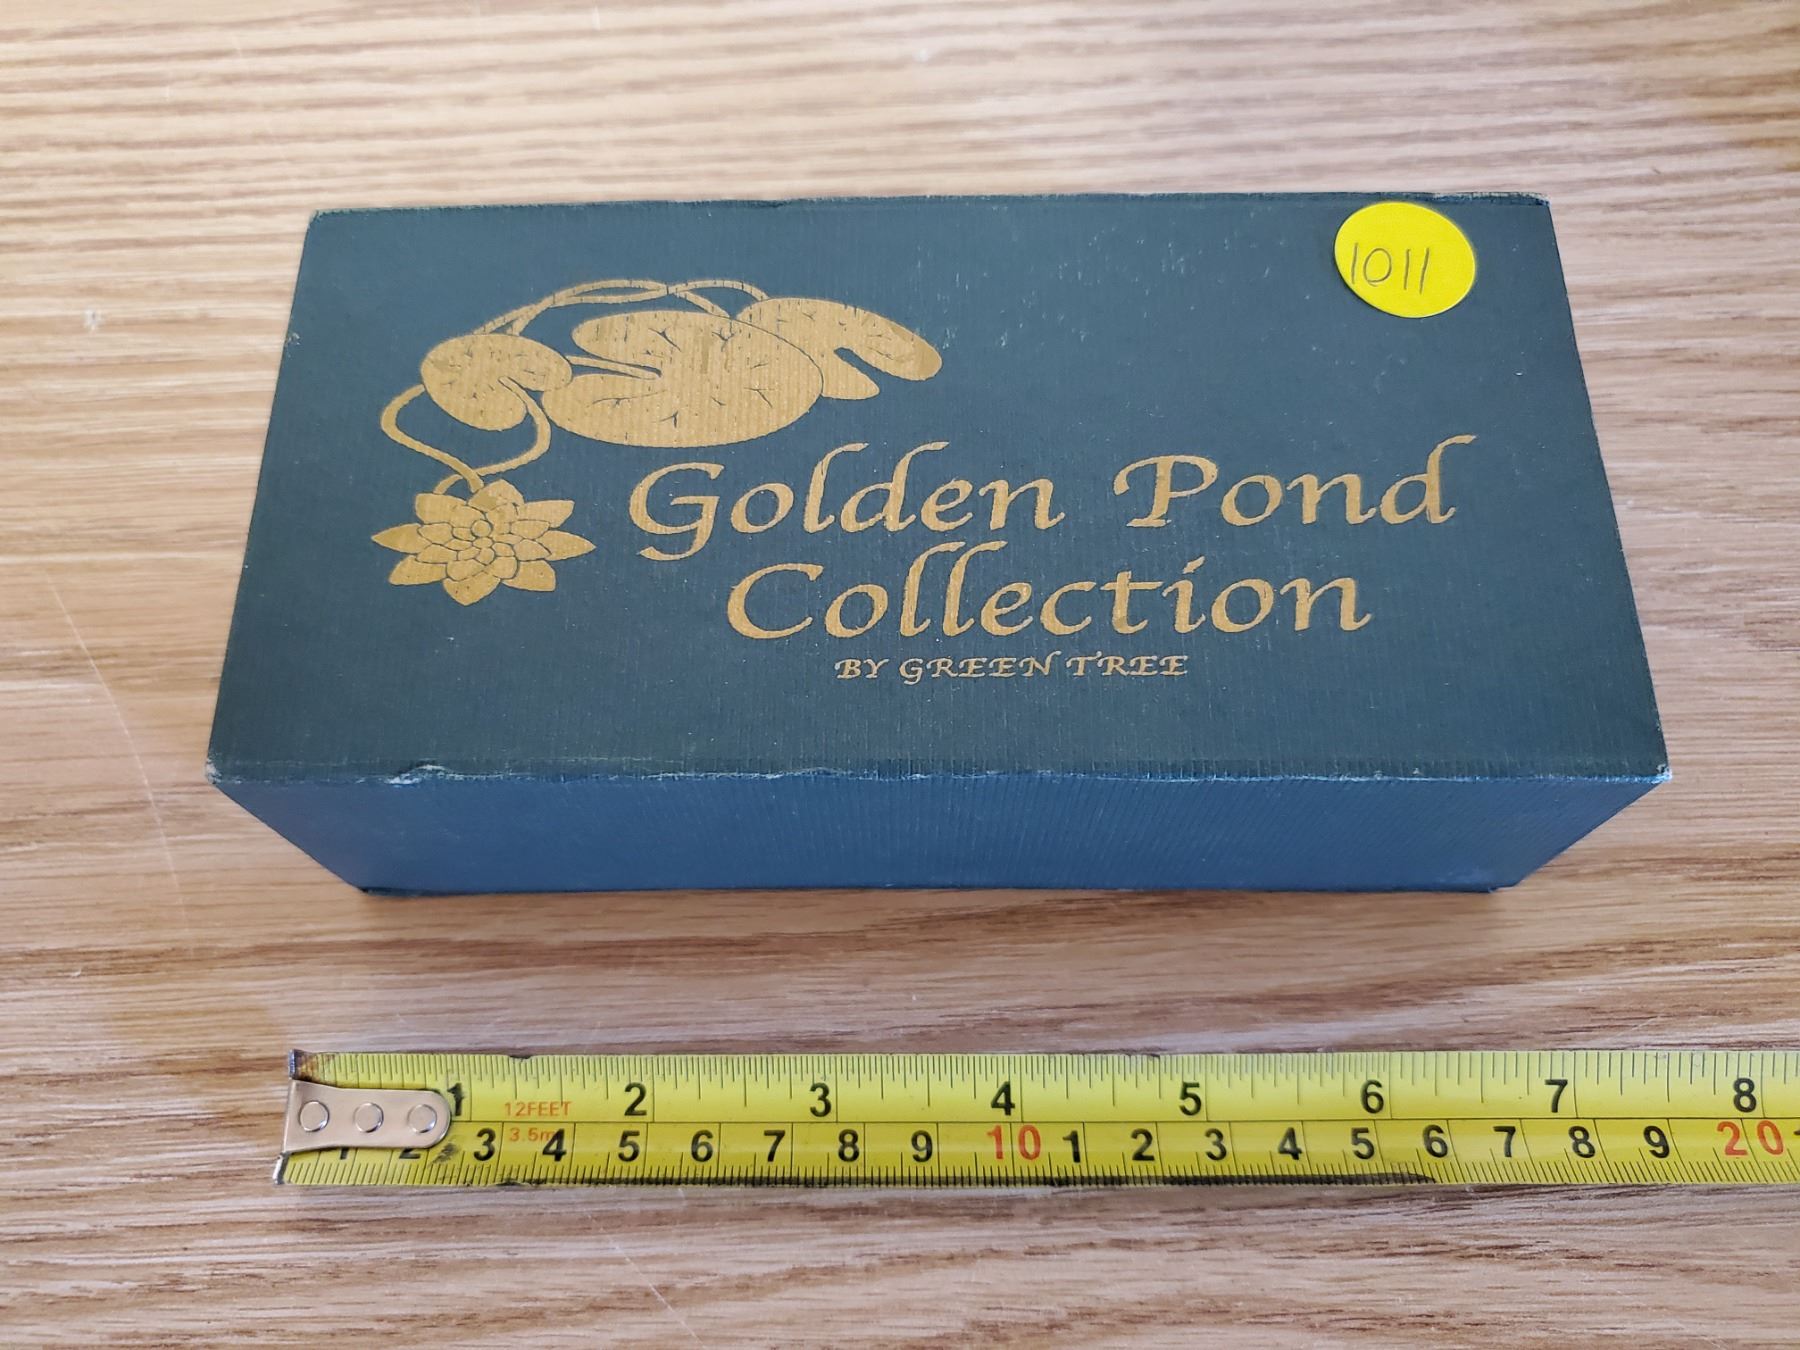 1011
Golden Pond
Collection
BY GREEN TREE
1 2 3 4 5 6 7 8
12FEET
3.5m
1 2 3 4 5 6 7 8 9 10 1 2 3 4 5 6 7 8 9 20